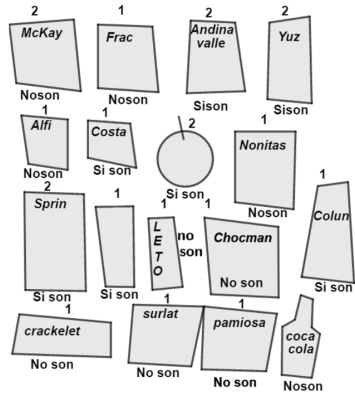 2 1 2 2
McKay Frac Andina Yuz
valle
Noson Noson Sison Sison
1 1 2 1
Alfi Costa Nonitas
Noson Si son Si son Noson
2 1 1 1 1
Sprin L E T O no son Chocman Colun
No son
Si son Si son Si son
1 1 1
crackelet surlat pamiosa coca
cola
No son No son No son Noson